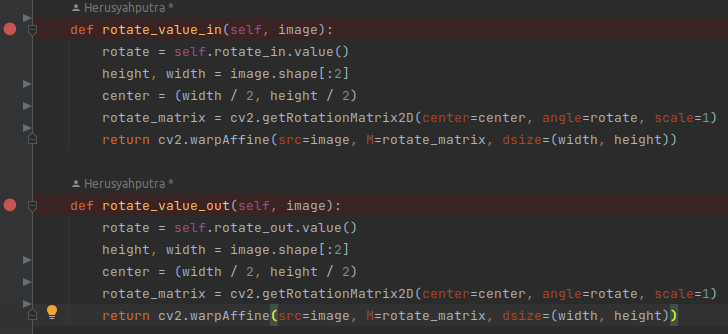 Herusyahputra *
def rotate_value_in(self, image):
    rotate = self.rotate_in.value()
    height, width = image.shape[:2]
    center = (width / 2, height / 2)
    rotate_matrix = cv2.getRotationMatrix2D(center=center, angle=rotate, scale=1)
    return cv2.warpAffine(src=image, M=rotate_matrix, dsize=(width, height))
Herusyahputra *
def rotate_value_out(self, image):
    rotate = self.rotate_out.value()
    height, width = image.shape[:2]
    center = (width / 2, height / 2)
    rotate_matrix = cv2.getRotationMatrix2D(center=center, angle=rotate, scale=1)
    return cv2.warpAffine(src=image, M=rotate_matrix, dsize=(width, height))